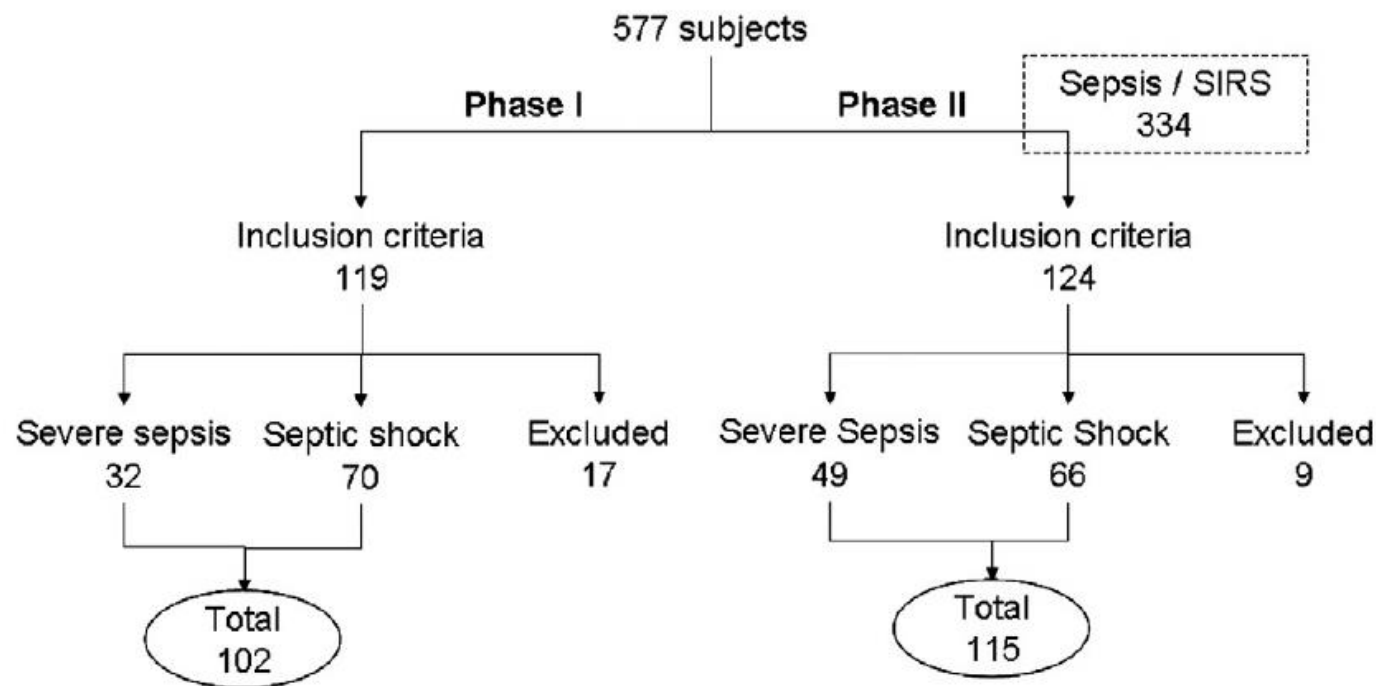 577 subjects
Phase I
Phase II
Sepsis / SIRS
334
Inclusion criteria
119
Inclusion criteria
124
Severe sepsis
32
Septic shock
70
Excluded
17
Severe Sepsis
49
Septic Shock
66
Excluded
9
Total
102
Total
115